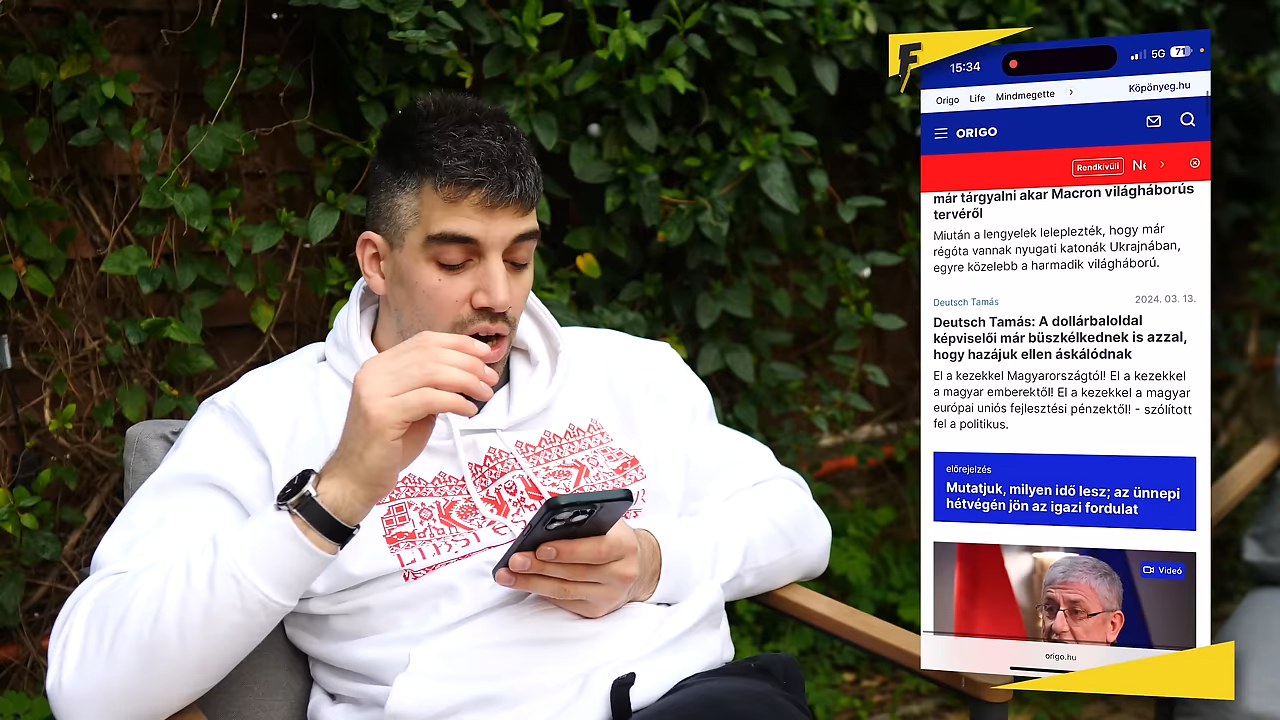 F
15:34
5G
71
Origo Life Mindmegette
Köpönyeg.hu
ORIGO
Rendkívüli
már tárgyalni akar Macron világháborús
tervéről
Miután a lengyelek leleplezték, hogy már
régóta vannak nyugati katonák Ukrajnában,
egyre közelebb a harmadik világháború.
Deutsch Tamás
2024. 03. 13.
Deutsch Tamás: A dollárbaloldal
képviselői már büszkélkednek is azzal,
hogy hazájuk ellen áskálódnak
El a kezekkel Magyarországtól! El a kezekkel
a magyar emberektől! El a kezekkel a magyar
európai uniós fejlesztési pénzektől! - szólított
fel a politikus.
előrejelzés
Mutatjuk, milyen idő lesz; az ünnepi
hétvégén jön az igazi fordulat
Videó
origo.hu